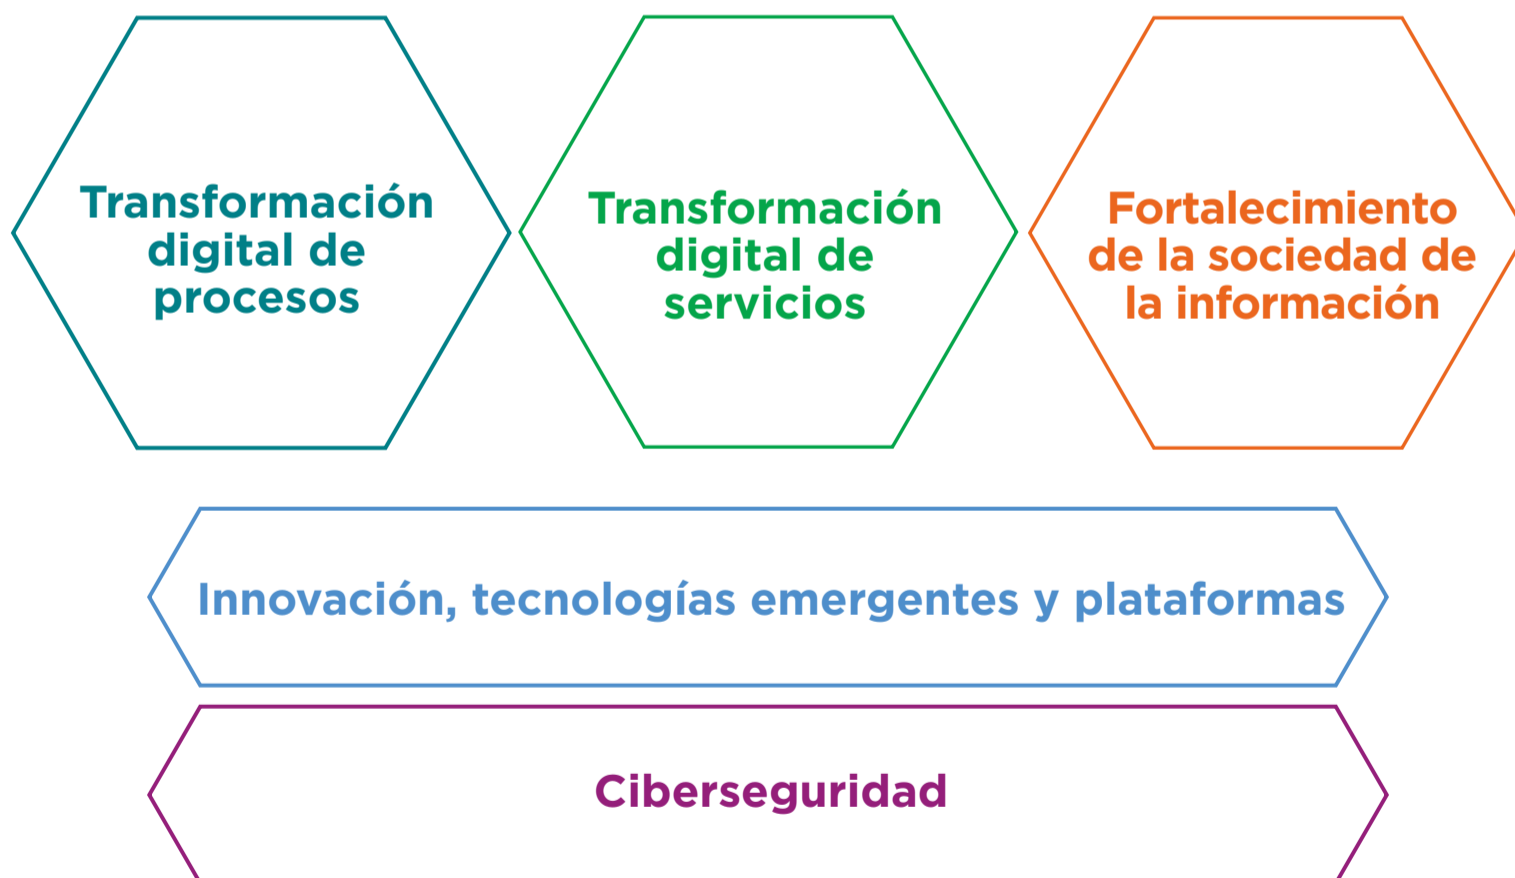 Transformación
digital de
procesos
Transformación
digital de
servicios
Fortalecimiento
de la sociedad de
la información
Innovación, tecnologías emergentes y plataformas
Ciberseguridad